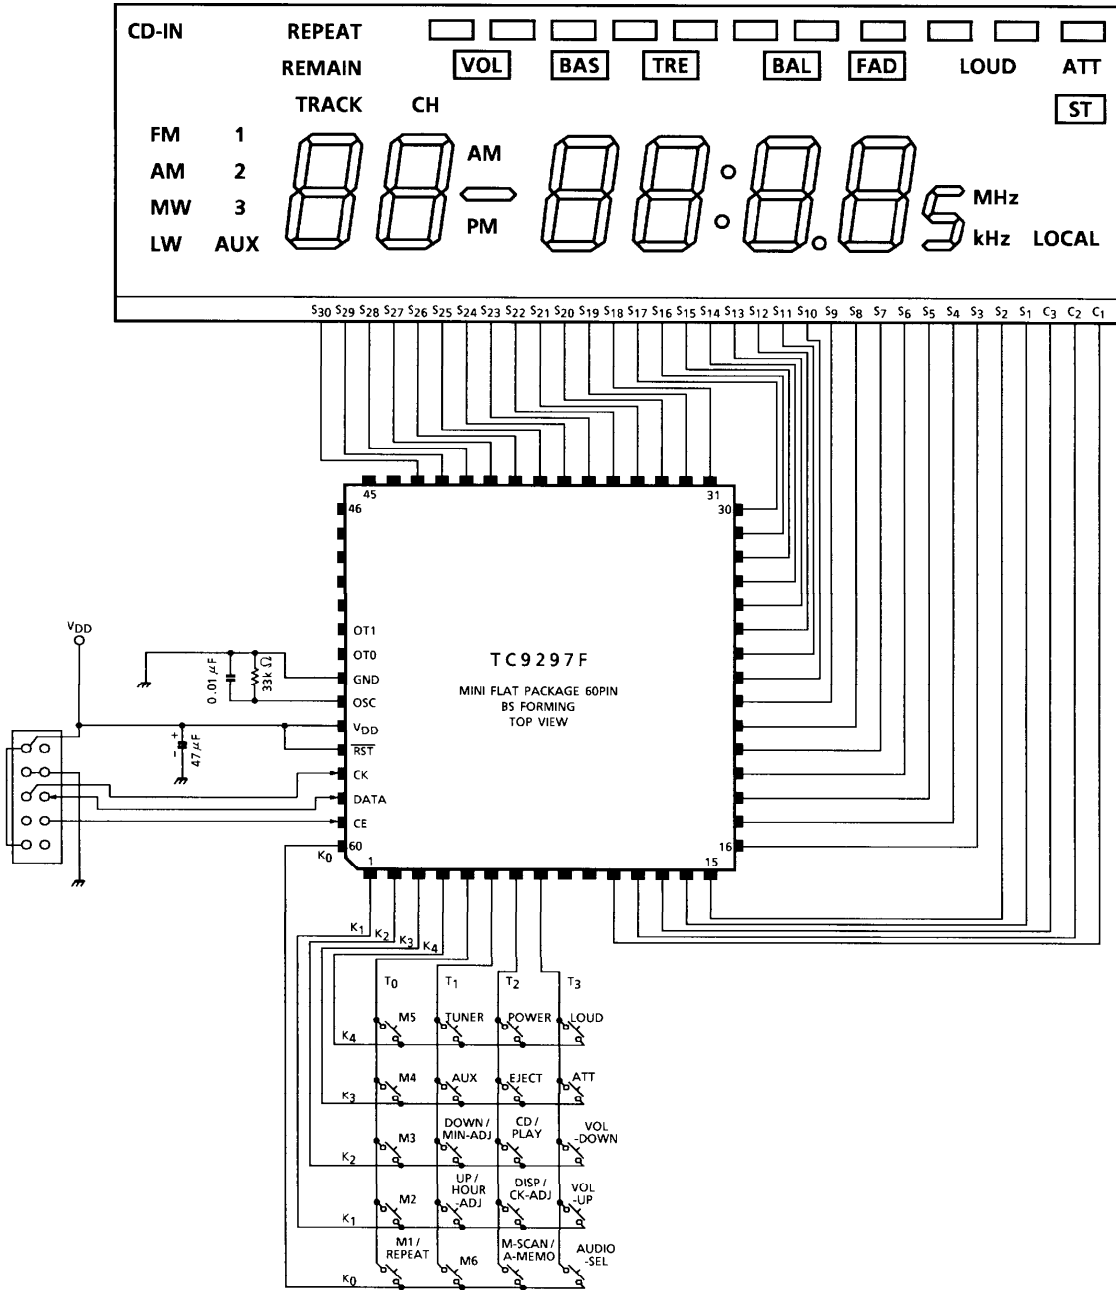 CD-IN REPEAT
REMAIN VOL BAS TRE BAL FAD LOUD ATT
TRACK CH ST
FM 1 AM
AM 2
MW 3 PM MHz
LW AUX kHz LOCAL
S30 S29 S28 S27 S26 S25 S24 S23 S22 S21 S20 S19 S18 S17 S16 S15 S14 S13 S12 S11 S10 S9 S8 S7 S6 S5 S4 S3 S2 S1 C3 C2 C1
45 31
46 30
VDD
OT1
OT0
GND
OSC
VDD
RST
CK
DATA
CE
60 16
1 15
0.01μF
33kΩ
+
-
47μF
TC9297F
MINI FLAT PACKAGE 60PIN
BS FORMING
TOP VIEW
K0
K1 K2 K3 K4
T0 T1 T2 T3
M5 TUNER POWER LOUD
K4
M4 AUX EJECT ATT
K3
M3 DOWN / MIN-ADJ CD / PLAY VOL -DOWN
K2
M2 UP / HOUR -ADJ DISP / CK-ADJ VOL -UP
K1
M1 / REPEAT M6 M-SCAN / A-MEMO AUDIO -SEL
K0